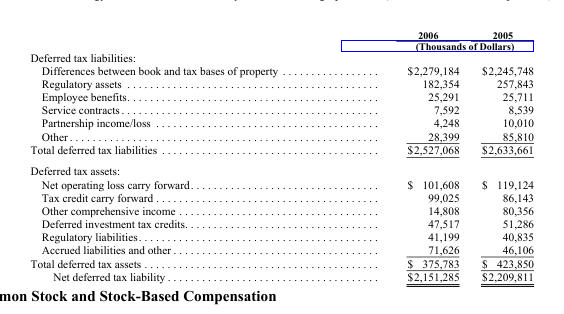 2006 2005
(Thousands of Dollars)
Deferred tax liabilities:
Differences between book and tax bases of property . . . . . . . . . . . . . . . . $2,279,184 $2,245,748
Regulatory assets . . . . . . . . . . . . . . . . . . . . . . . . . . . . . . . . . . . . . . . . 182,354 257,843
Employee benefits. . . . . . . . . . . . . . . . . . . . . . . . . . . . . . . . . . . . . . . . 25,291 25,711
Service contracts. . . . . . . . . . . . . . . . . . . . . . . . . . . . . . . . . . . . . . . . . 7,592 8,539
Partnership income/loss . . . . . . . . . . . . . . . . . . . . . . . . . . . . . . . . . . . 4,248 10,010
Other. . . . . . . . . . . . . . . . . . . . . . . . . . . . . . . . . . . . . . . . . . . . . . . . . . 28,399 85,810
Total deferred tax liabilities . . . . . . . . . . . . . . . . . . . . . . . . . . . . . . . . . . $2,527,068 $2,633,661
Deferred tax assets:
Net operating loss carry forward. . . . . . . . . . . . . . . . . . . . . . . . . . . . . $ 101,608 $ 119,124
Tax credit carry forward . . . . . . . . . . . . . . . . . . . . . . . . . . . . . . . . . . . 99,025 86,143
Other comprehensive income . . . . . . . . . . . . . . . . . . . . . . . . . . . . . . . 14,808 80,356
Deferred investment tax credits. . . . . . . . . . . . . . . . . . . . . . . . . . . . . . 47,517 51,286
Regulatory liabilities. . . . . . . . . . . . . . . . . . . . . . . . . . . . . . . . . . . . . . 41,199 40,835
Accrued liabilities and other . . . . . . . . . . . . . . . . . . . . . . . . . . . . . . . . 71,626 46,106
Total deferred tax assets . . . . . . . . . . . . . . . . . . . . . . . . . . . . . . . . . . . . $ 375,783 $ 423,850
Net deferred tax liability . . . . . . . . . . . . . . . . . . . . . . . . . . . . . . . . . $2,151,285 $2,209,811
mon Stock and Stock-Based Compensation